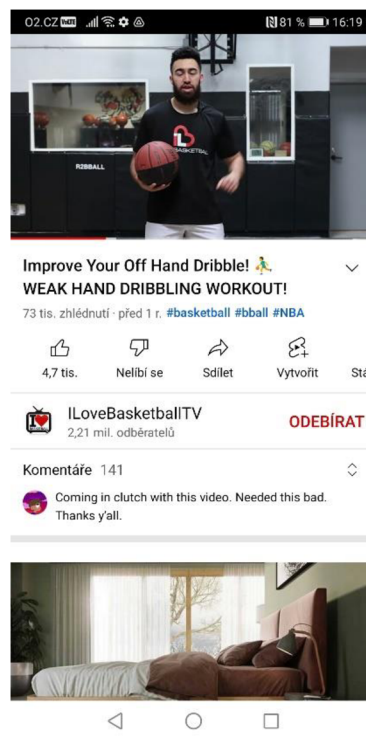 O2.CZ VoWiFi 81 % 16:19
BASKETBALL
R2BBALL
Improve Your Off Hand Dribble! ⛹️‍♂️
WEAK HAND DRIBBLING WORKOUT!
73 tis. zhlédnutí · před 1 r. #basketball #bball #NBA
4,7 tis. Nelíbí se Sdílet Vytvořit Stá
ILoveBasketballTV
2,21 mil. odběratelů
ODEBÍRAT
Komentáře 141
Coming in clutch with this video. Needed this bad.
Thanks y'all.